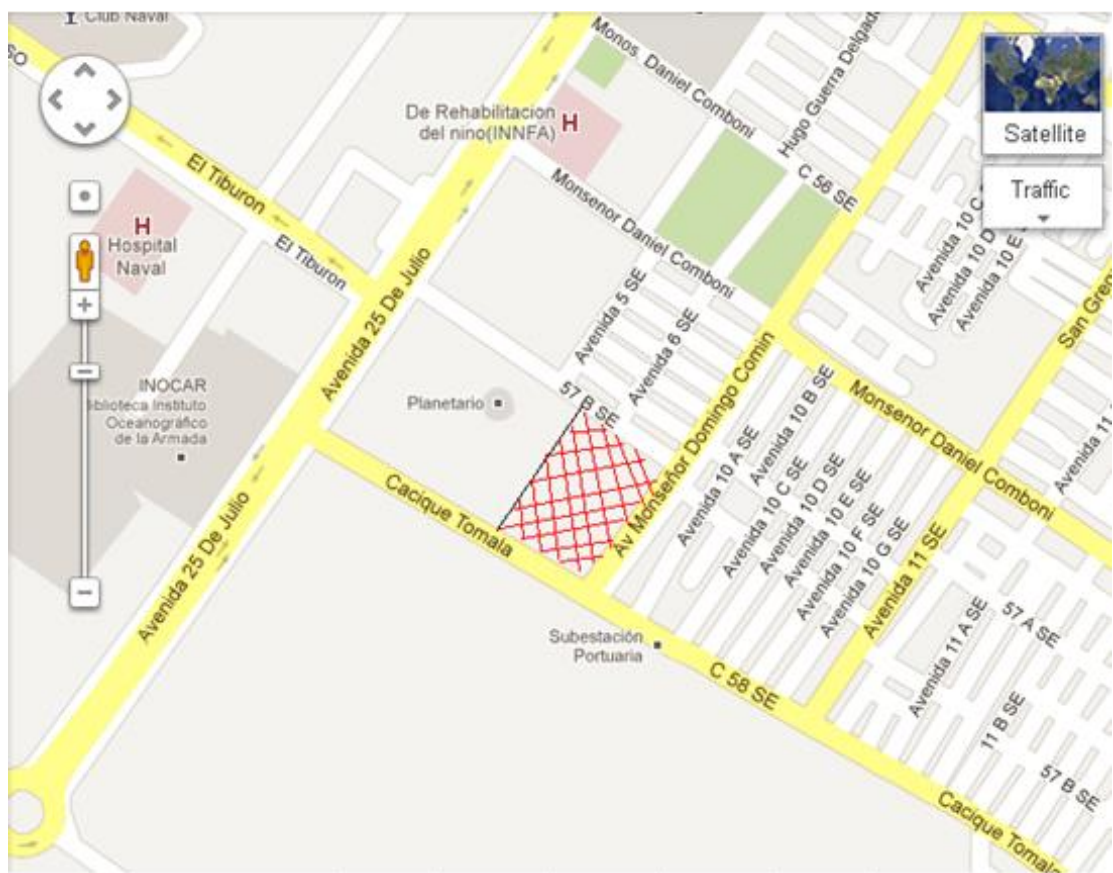 Club Naval
SO
Monos. Daniel Comboni
Hugo Guerra Delgado
Satellite
Traffic
De Rehabilitacion
del nino(INNFA)
H
El Tiburon
C 56 SE
Monsenor Daniel Comboni
H
Hospital
Naval
El Tiburon
Avenida 10 C
Avenida 10 D
Avenida 10 E
Avenida 25 De Julio
Avenida 5 SE
Avenida 6 SE
San Greg
INOCAR
Biblioteca Instituto
Oceanográfico
de la Armada
Planetario
57 B SE
Av Monseñor Domingo Comin
Monsenor Daniel Comboni
Avenida 10 A SE
Avenida 10 B SE
Avenida 10 C SE
Avenida 10 D SE
Avenida 10 E SE
Avenida 10 F SE
Avenida 10 G SE
Avenida 11 SE
Avenida 11
Cacique Tomala
Avenida 25 De Julio
Avenida 11 A SE
57 A SE
Subestación
Portuaria
C 58 SE
11 B SE
57 B SE
Cacique Tomala